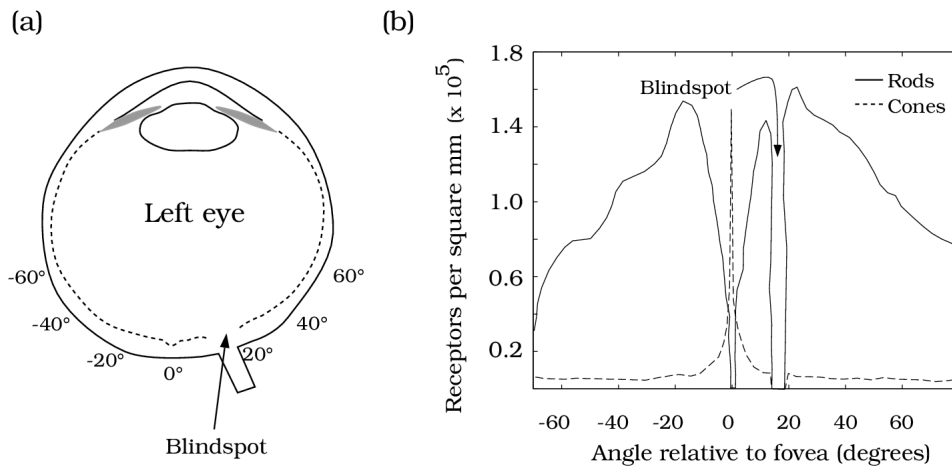 (a)
Left eye
-60°
-40°
-20°
0°
20°
40°
60°
Blindspot
(b)
Receptors per square mm (x 10^5)
1.8
1.4
1.0
0.6
0.2
Blindspot
Rods
Cones
-60 -40 -20 0 20 40 60
Angle relative to fovea (degrees)